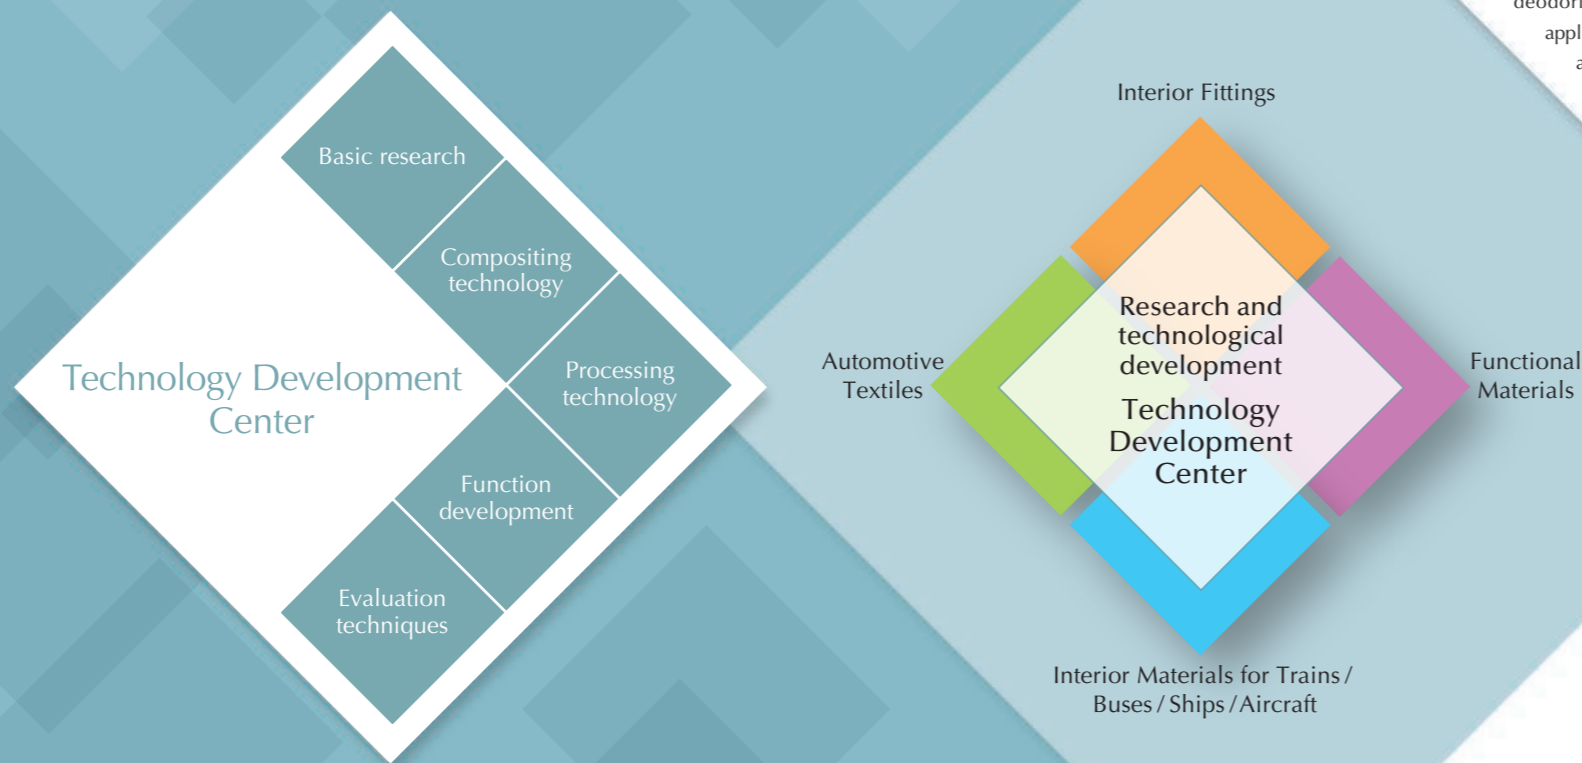 Technology Development
Center
Basic research
Compositing
technology
Processing
technology
Function
development
Evaluation
techniques
Interior Fittings
Automotive
Textiles
Research and
technological
development
Technology
Development
Center
Functional
Materials
Interior Materials for Trains /
Buses / Ships / Aircraft